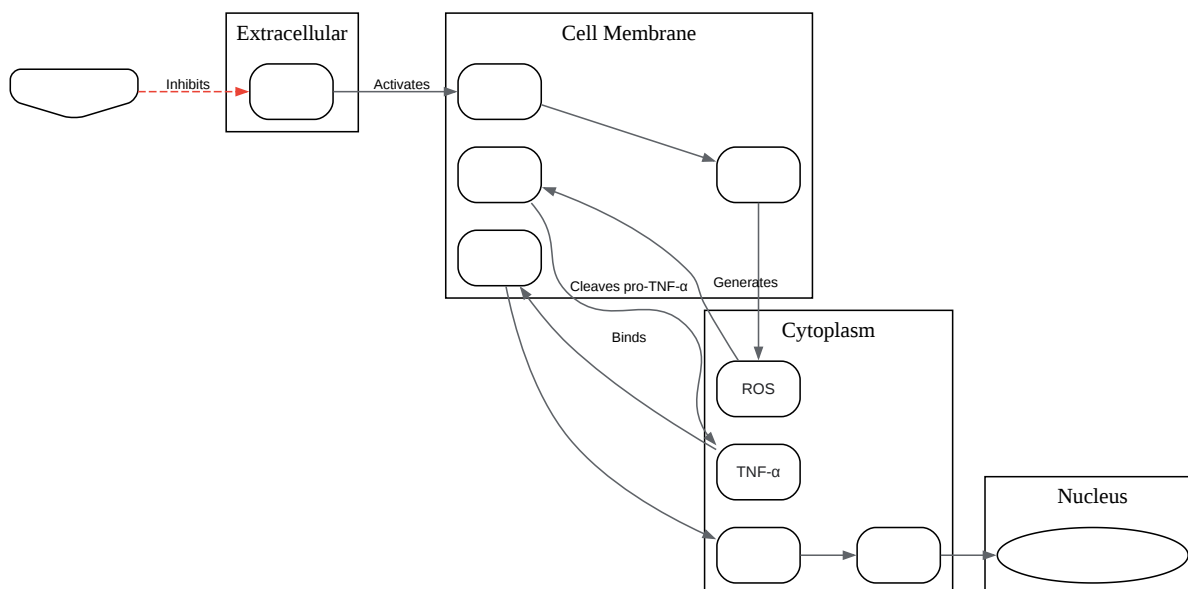 Extracellular
Cell Membrane
Inhibits
Activates
Cleaves pro-TNF-α
Generates
Binds
Cytoplasm
ROS
TNF-α
Nucleus